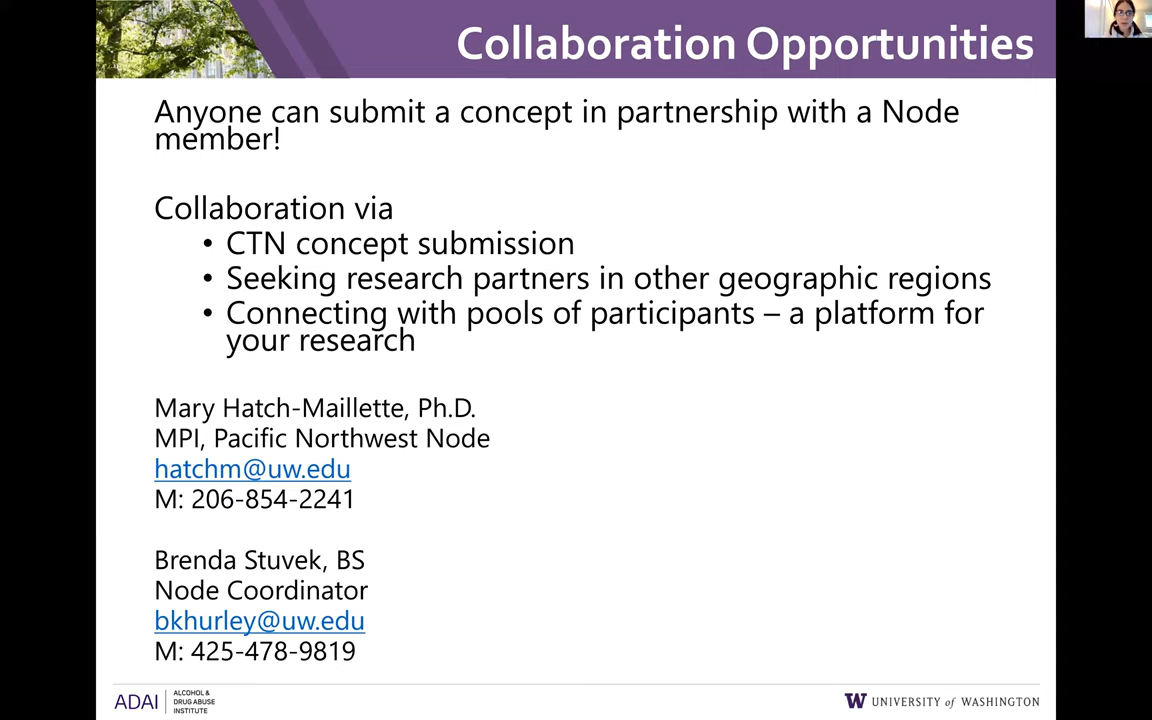 Collaboration Opportunities
Anyone can submit a concept in partnership with a Node
member!
Collaboration via
• CTN concept submission
• Seeking research partners in other geographic regions
• Connecting with pools of participants – a platform for
your research
Mary Hatch-Maillette, Ph.D.
MPI, Pacific Northwest Node
hatchm@uw.edu
M: 206-854-2241
Brenda Stuvek, BS
Node Coordinator
bkhurley@uw.edu
M: 425-478-9819
ADAI
ALCOHOL &
DRUG ABUSE
INSTITUTE
W UNIVERSITY of WASHINGTON